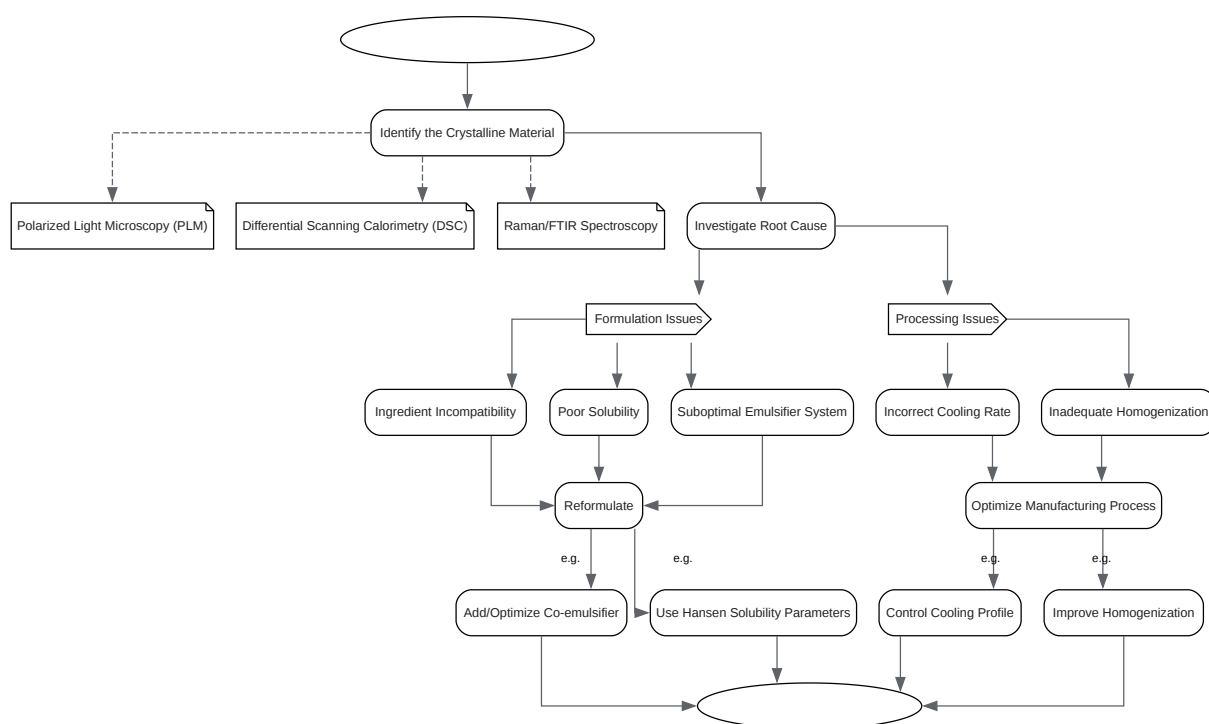 Identify the Crystalline Material
Polarized Light Microscopy (PLM)
Differential Scanning Calorimetry (DSC)
Raman/FTIR Spectroscopy
Investigate Root Cause
Formulation Issues
Processing Issues
Ingredient Incompatibility
Poor Solubility
Suboptimal Emulsifier System
Incorrect Cooling Rate
Inadequate Homogenization
Reformulate
Optimize Manufacturing Process
e.g.
e.g.
e.g.
e.g.
Add/Optimize Co-emulsifier
Use Hansen Solubility Parameters
Control Cooling Profile
Improve Homogenization